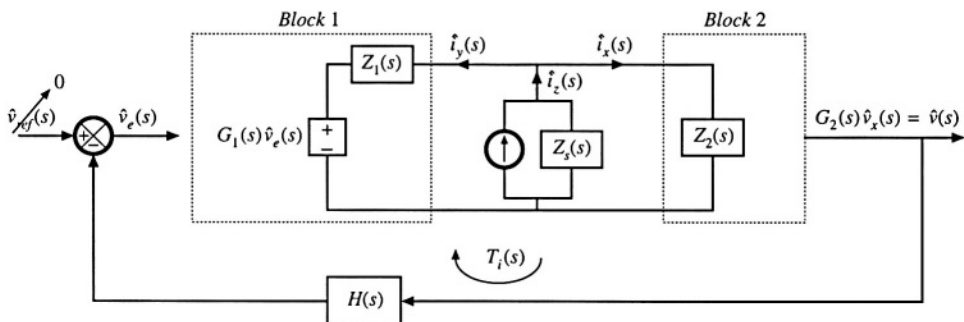 Block 1
Block 2
0
v̂ref(s)
+
−
v̂e(s)
G1(s) v̂e(s)
+
−
Z1(s)
îy(s)
îz(s)
îx(s)
Zs(s)
Z2(s)
G2(s) v̂x(s) = v̂(s)
Ti(s)
H(s)